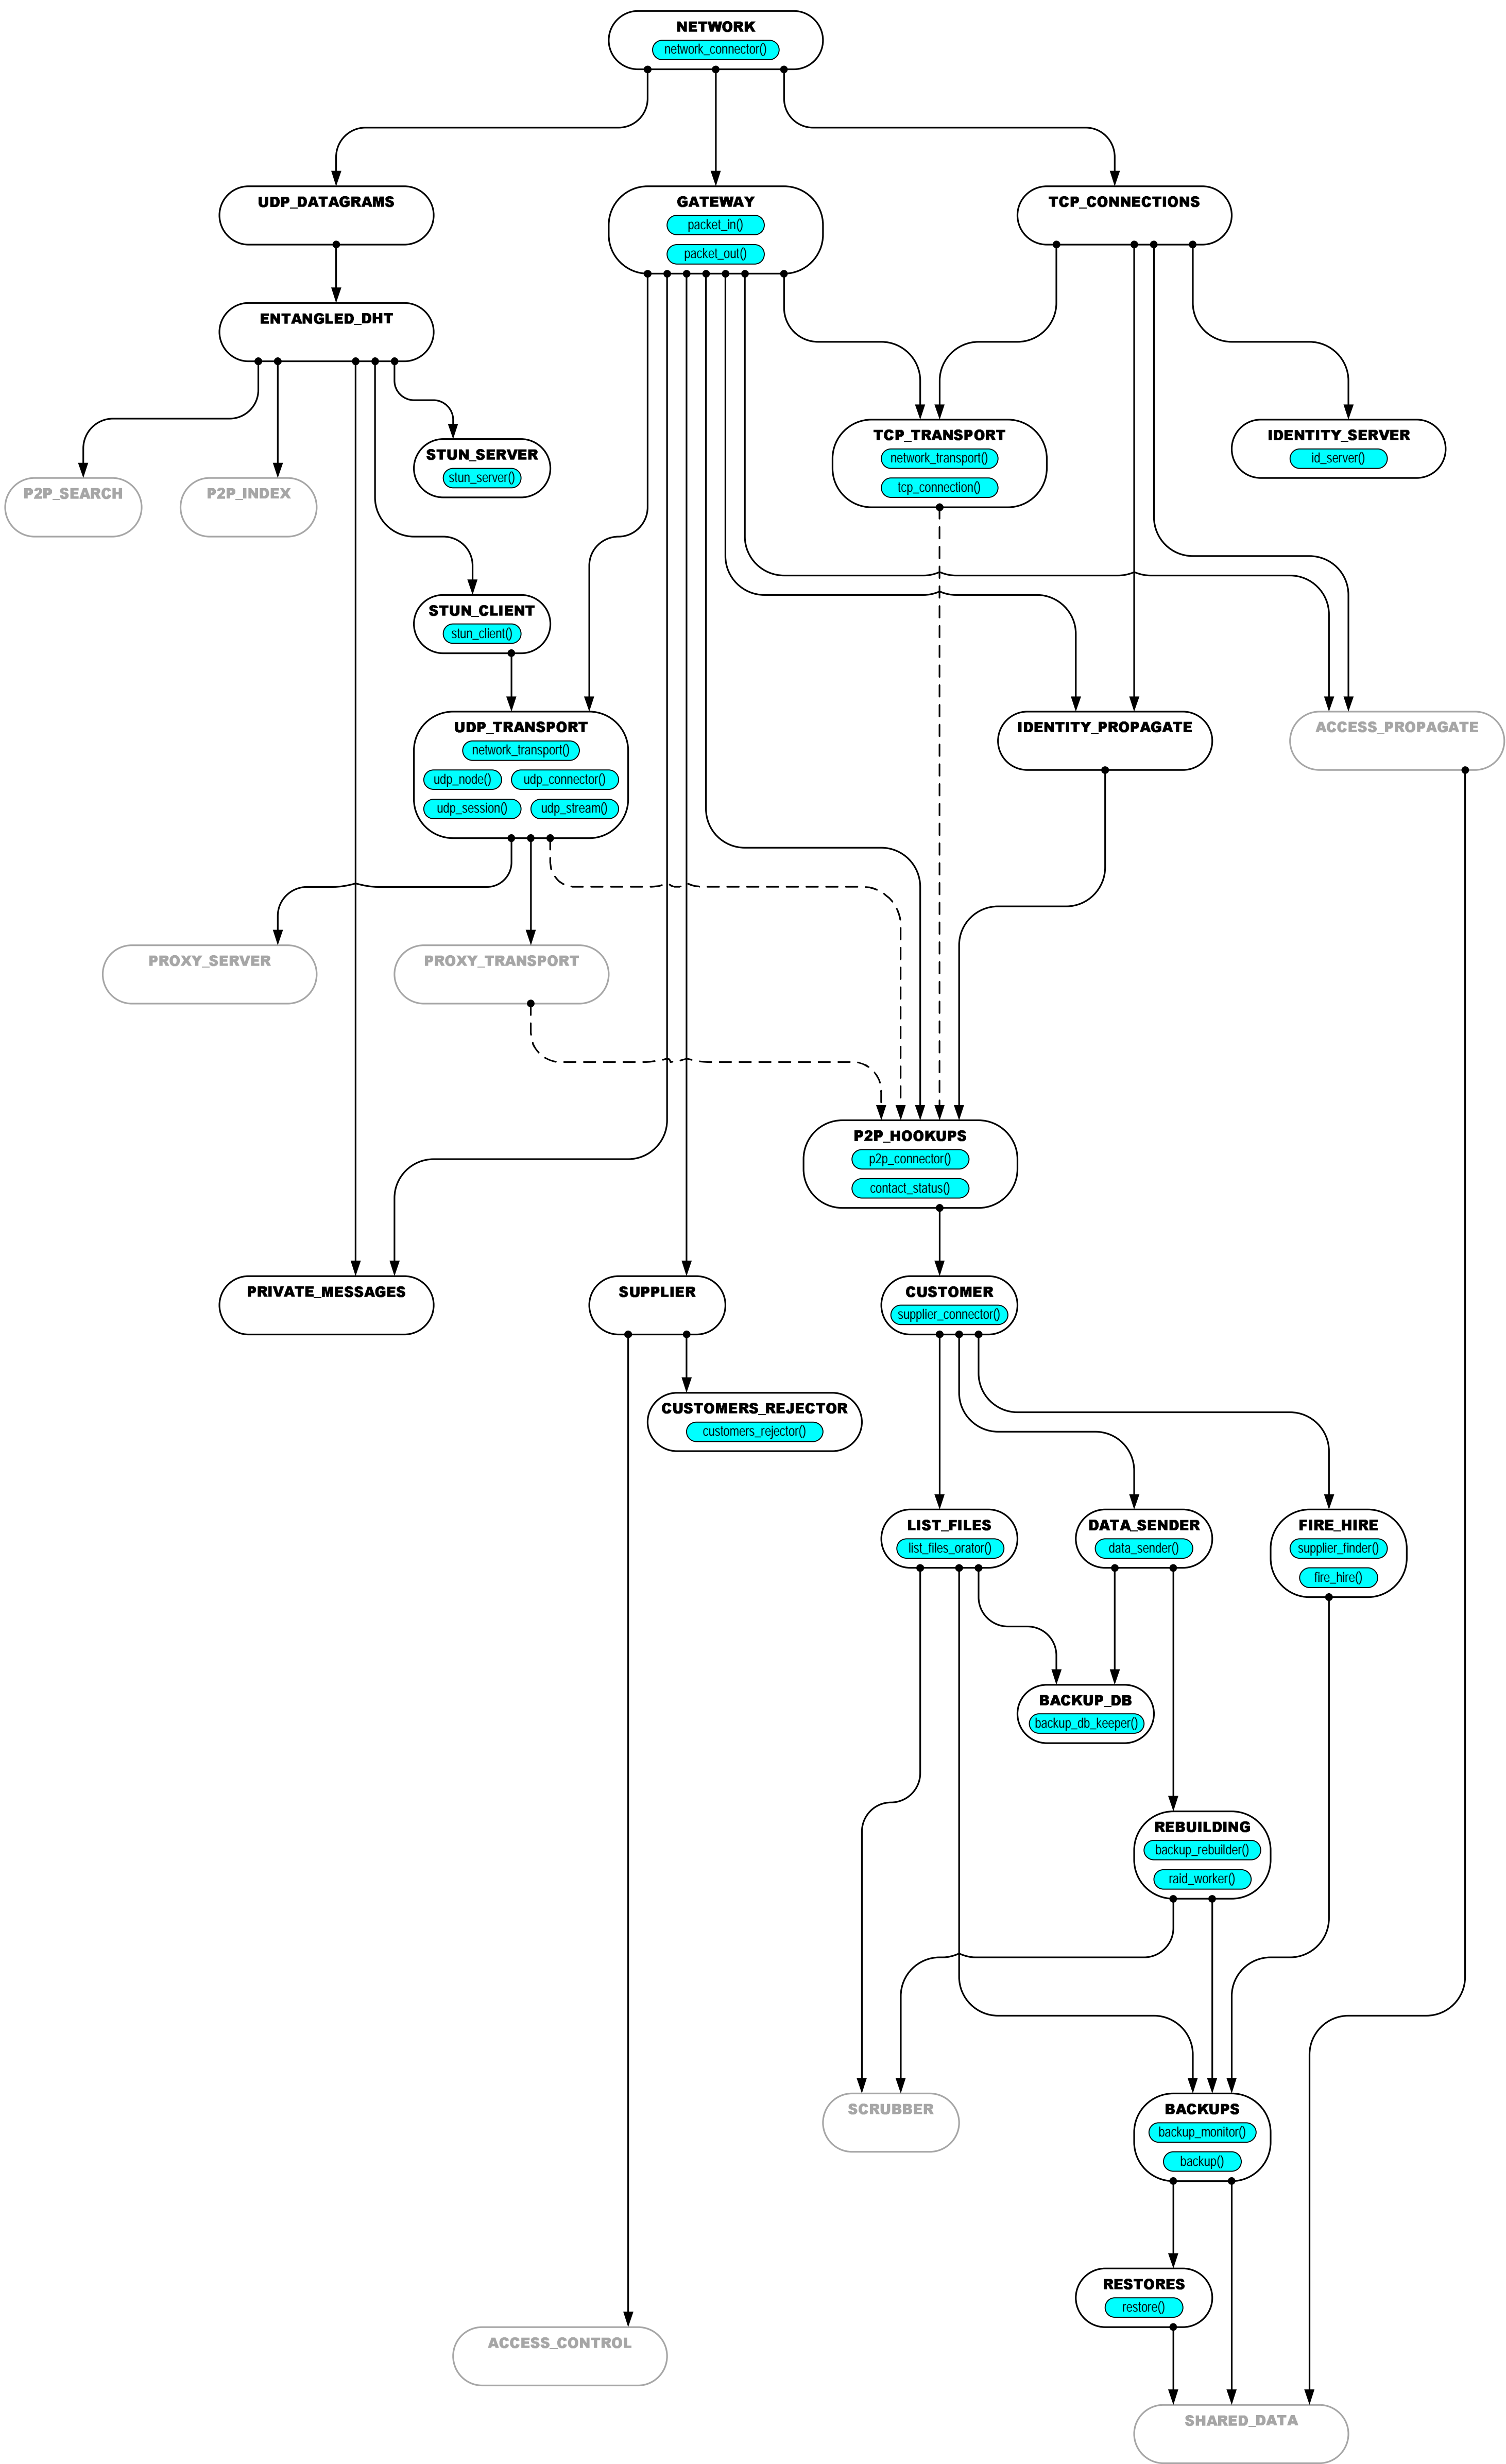 NETWORK
network_connector()
UDP_DATAGRAMS
GATEWAY
packet_in()
packet_out()
TCP_CONNECTIONS
ENTANGLED_DHT
STUN_SERVER
stun_server()
TCP_TRANSPORT
network_transport()
tcp_connection()
IDENTITY_SERVER
id_server()
P2P_SEARCH
P2P_INDEX
STUN_CLIENT
stun_client()
UDP_TRANSPORT
network_transport()
udp_node()
udp_connector()
udp_session()
udp_stream()
IDENTITY_PROPAGATE
ACCESS_PROPAGATE
PROXY_SERVER
PROXY_TRANSPORT
P2P_HOOKUPS
p2p_connector()
contact_status()
PRIVATE_MESSAGES
SUPPLIER
CUSTOMER
supplier_connector()
CUSTOMERS_REJECTOR
customers_rejector()
LIST_FILES
list_files_orator()
DATA_SENDER
data_sender()
FIRE_HIRE
supplier_finder()
fire_hire()
BACKUP_DB
backup_db_keeper()
REBUILDING
backup_rebuilder()
raid_worker()
SCRUBBER
BACKUPS
backup_monitor()
backup()
RESTORES
restore()
ACCESS_CONTROL
SHARED_DATA